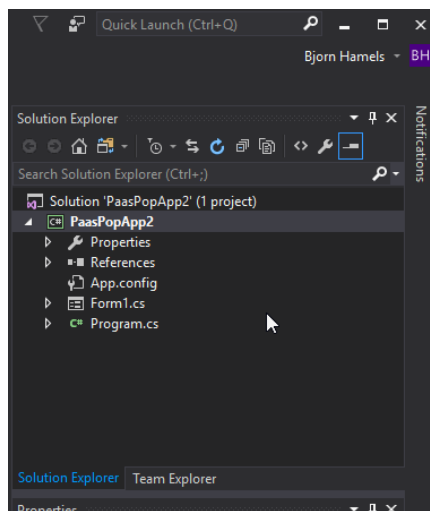 Quick Launch (Ctrl+Q)
Bjorn Hamels BH
Notifications
Solution Explorer
Search Solution Explorer (Ctrl+;)
Solution 'PaasPopApp2' (1 project)
C# PaasPopApp2
Properties
References
App.config
Form1.cs
C# Program.cs
Solution Explorer Team Explorer
Properties